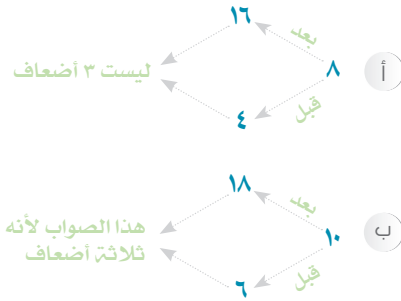 أ
٨
بعد
١٦
قبل
٤
ليست ٣ أضعاف
ب
١٠
بعد
١٨
قبل
٦
هذا الصواب لأنه
ثلاثة أضعاف